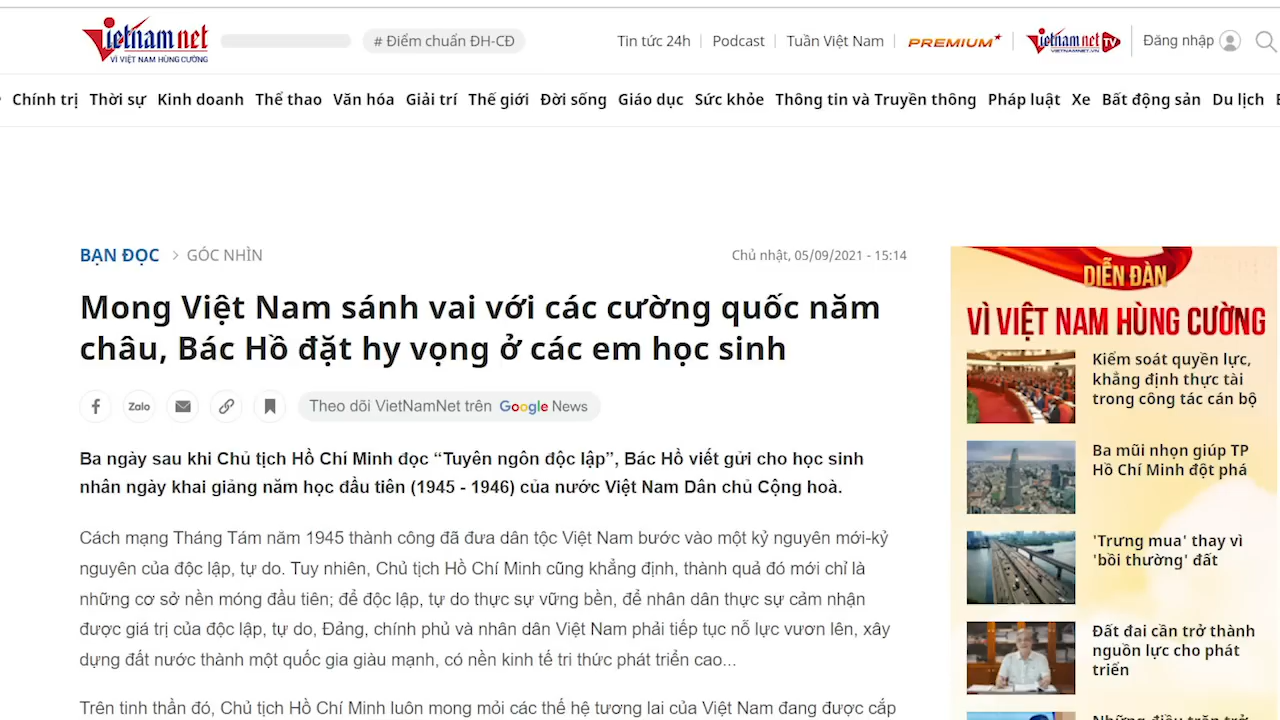 Vietnam net
VÌ VIỆT NAM HÙNG CƯỜNG
# Điểm chuẩn ĐH-CĐ
Tin tức 24h
Podcast
Tuần Việt Nam
PREMIUM
Vietnam net TV
VIETNAMNET.VN
Đăng nhập
Chính trị Thời sự Kinh doanh Thể thao Văn hóa Giải trí Thế giới Đời sống Giáo dục Sức khỏe Thông tin và Truyền thông Pháp luật Xe Bất động sản Du lịch
BẠN ĐỌC > GÓC NHÌN
Chủ nhật, 05/09/2021 - 15:14
Mong Việt Nam sánh vai với các cường quốc năm
châu, Bác Hồ đặt hy vọng ở các em học sinh
Zalo
Theo dõi VietNamNet trên Google News
Ba ngày sau khi Chủ tịch Hồ Chí Minh đọc “Tuyên ngôn độc lập”, Bác Hồ viết gửi cho học sinh
nhân ngày khai giảng năm học đầu tiên (1945 - 1946) của nước Việt Nam Dân chủ Cộng hoà.
Cách mạng Tháng Tám năm 1945 thành công đã đưa dân tộc Việt Nam bước vào một kỷ nguyên mới-kỷ
nguyên của độc lập, tự do. Tuy nhiên, Chủ tịch Hồ Chí Minh cũng khẳng định, thành quả đó mới chỉ là
những cơ sở nền móng đầu tiên; để độc lập, tự do thực sự vững bền, để nhân dân thực sự cảm nhận
được giá trị của độc lập, tự do, Đảng, chính phủ và nhân dân Việt Nam phải tiếp tục nỗ lực vươn lên, xây
dựng đất nước thành một quốc gia giàu mạnh, có nền kinh tế tri thức phát triển cao...
Trên tinh thần đó, Chủ tịch Hồ Chí Minh luôn mong mỏi các thế hệ tương lai của Việt Nam đang được cắp
DIỄN ĐÀN
VÌ VIỆT NAM HÙNG CƯỜNG
Kiểm soát quyền lực,
khẳng định thực tài
trong công tác cán bộ
Ba mũi nhọn giúp TP
Hồ Chí Minh đột phá
'Trưng mua' thay vì
'bồi thường' đất
Đất đai cần trở thành
nguồn lực cho phát
triển
Những điều trăn trở